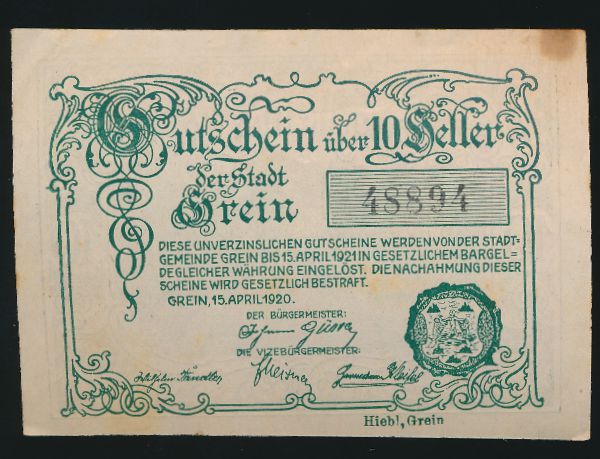 Gutschein über 10 Heller
der Stadt
Grein
48894
DIESE UNVERZINSLICHEN GUTSCHEINE WERDEN VON DER STADT-
GEMEINDE GREIN BIS 15. APRIL 1921 IN GESETZLICHEM BARGEL=
DE GLEICHER WÄHRUNG EINGELÖST. DIE NACHAHMUNG DIESER
SCHEINE WIRD GESETZLICH BESTRAFT.
GREIN, 15. APRIL 1920.
DER BÜRGERMEISTER:
DIE VIZEBÜRGERMEISTER:
Hiebl, Grein